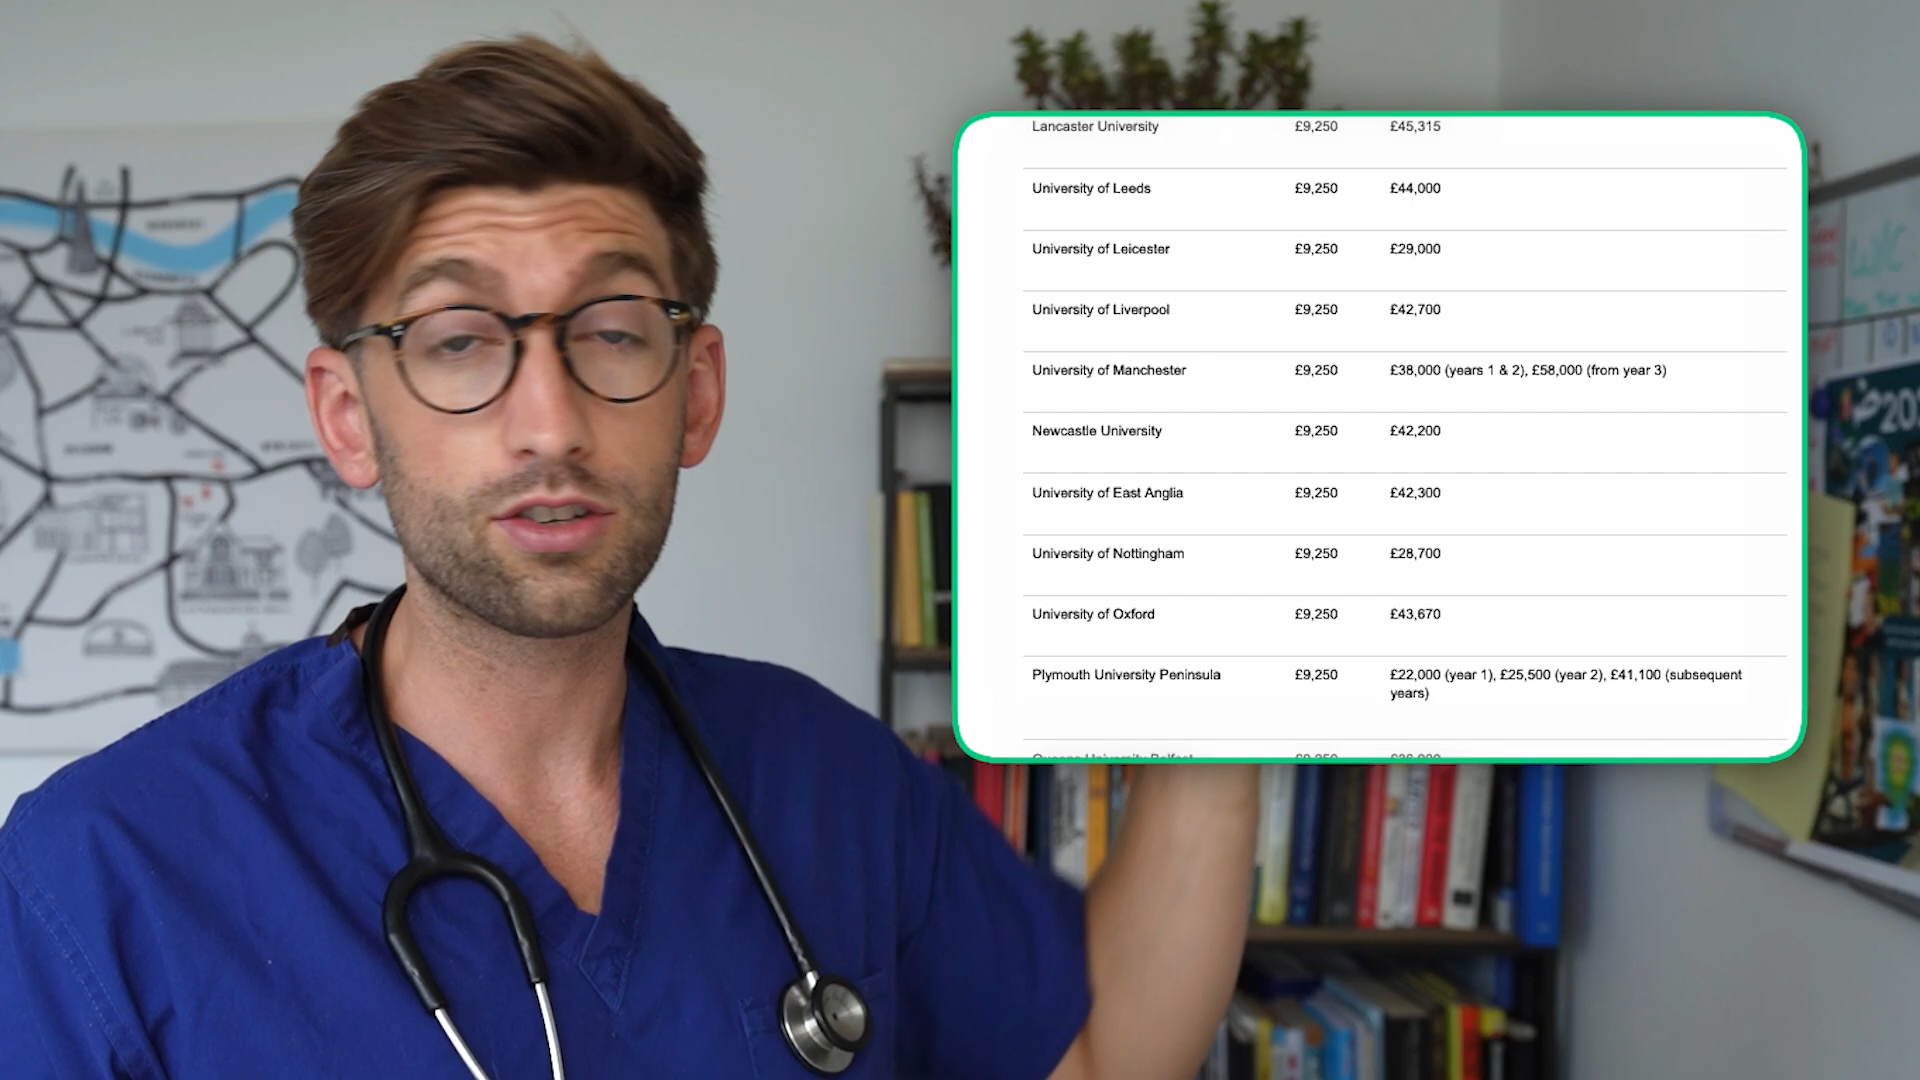 Lancaster University £9,250 £45,315
University of Leeds £9,250 £44,000
University of Leicester £9,250 £29,000
University of Liverpool £9,250 £42,700
University of Manchester £9,250 £38,000 (years 1 & 2), £58,000 (from year 3)
Newcastle University £9,250 £42,200
University of East Anglia £9,250 £42,300
University of Nottingham £9,250 £28,700
University of Oxford £9,250 £43,670
Plymouth University Peninsula £9,250 £22,000 (year 1), £25,500 (year 2), £41,100 (subsequent
years)